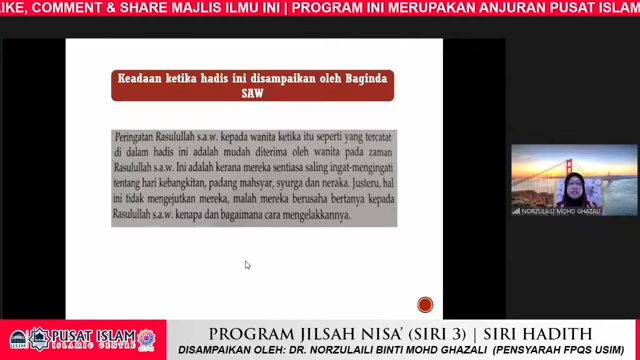 LIKE, COMMENT & SHARE MAJLIS ILMU INI | PROGRAM INI MERUPAKAN ANJURAN PUSAT ISLAM
Keadaan ketika hadis ini disampaikan oleh Baginda
SAW
Peringatan Rasulullah s.a.w. kepada wanita ketika itu seperti yang tercatat
di dalam hadis ini adalah mudah diterima oleh wanita pada zaman
Rasulullah s.a.w. Ini adalah kerana mereka sentiasa saling ingat-mengingati
tentang hari kebangkitan, padang mahsyar, syurga dan neraka. Justeru, hal
ini tidak mengejutkan mereka, malah mereka berusaha bertanya kepada
Rasulullah s.a.w. kenapa dan bagaimana cara mengelakkannya.
NORZULAILI MOHD GHAZALI
USIM
PUSAT ISLAM
ISLAMIC CENTRE
PROGRAM JILSAH NISA' (SIRI 3) | SIRI HADITH
DISAMPAIKAN OLEH: DR. NORZULAILI BINTI MOHD GHAZALI (PENSYARAH FPQS USIM)